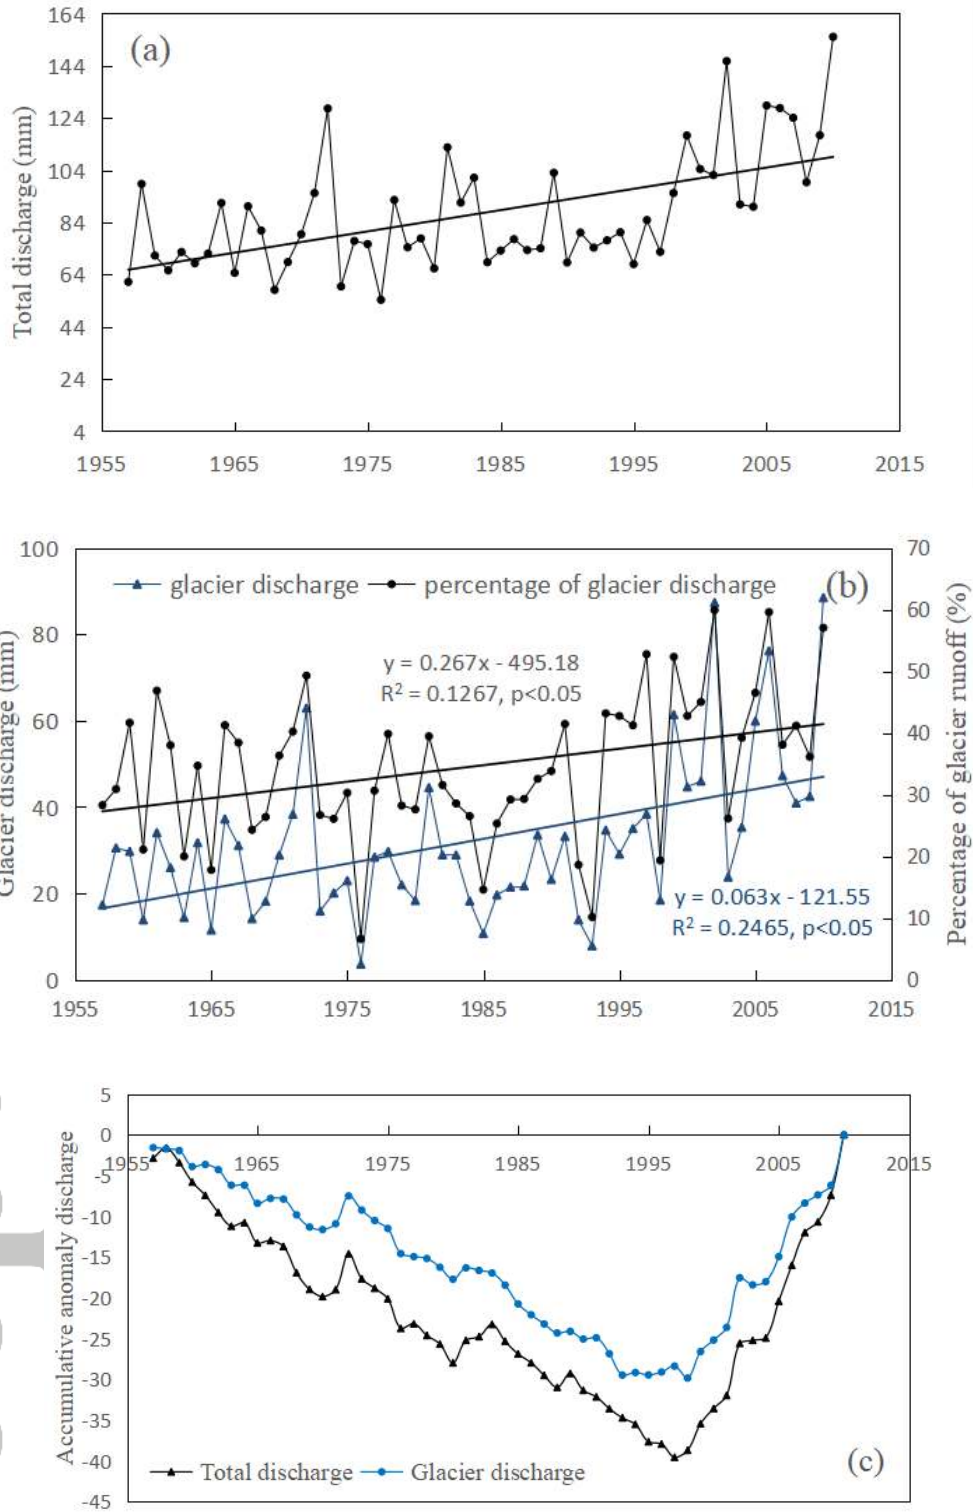 164
(a)
144
124
104
84
64
44
24
4
Total discharge (mm)
1955 1965 1975 1985 1995 2005 2015
100
80
60
40
20
0
Glacier discharge (mm)
glacier discharge percentage of glacier discharge
(b)
y = 0.267x - 495.18
R² = 0.1267, p<0.05
y = 0.063x - 121.55
R² = 0.2465, p<0.05
70
60
50
40
30
20
10
0
Percentage of glacier runoff (%)
1955 1965 1975 1985 1995 2005 2015
5
0
1955 1965 1975 1985 1995 2005 2015
-5
-10
-15
-20
-25
-30
-35
-40
-45
Accumulative anomaly discharge
Total discharge Glacier discharge
(c)